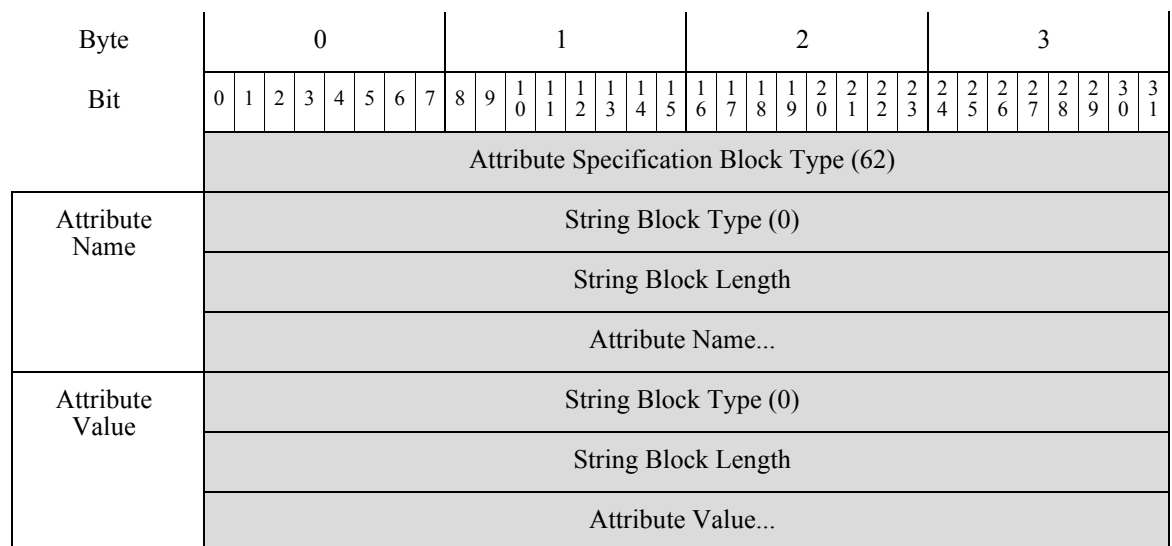 Byte 0 1 2 3
Bit 0 1 2 3 4 5 6 7 8 9 10 11 12 13 14 15 16 17 18 19 20 21 22 23 24 25 26 27 28 29 30 31
Attribute Specification Block Type (62)
Attribute
Name
String Block Type (0)
String Block Length
Attribute Name...
Attribute
Value
String Block Type (0)
String Block Length
Attribute Value...